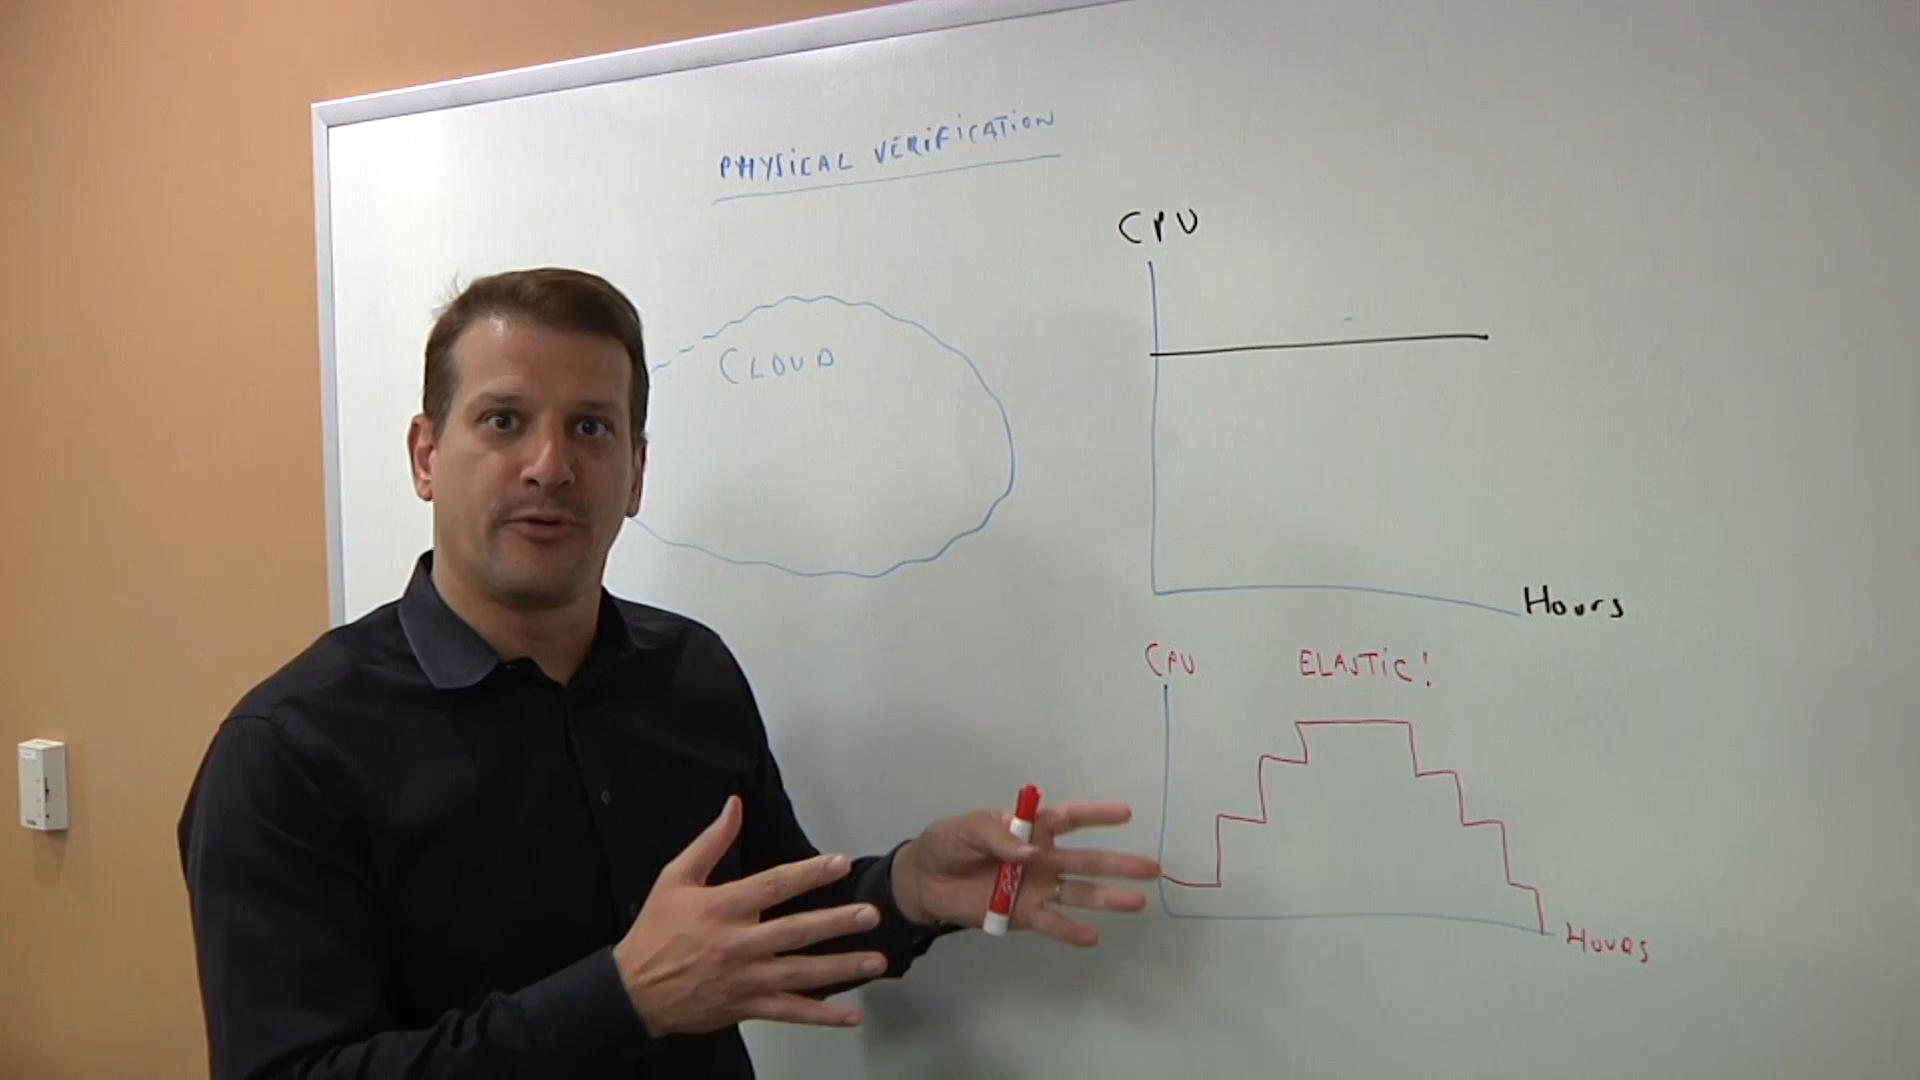 PHYSICAL VERIFICATION
CLOUD
CPU
Hours
CPU
ELASTIC!
HOURS